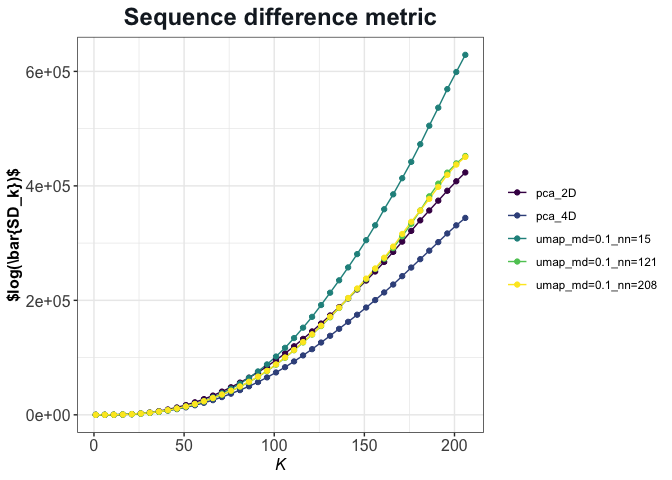 Sequence difference metric
$log(\bar{SD_k})$
6e+05
4e+05
2e+05
0e+00
0 50 100 150 200
K
pca_2D
pca_4D
umap_md=0.1_nn=15
umap_md=0.1_nn=121
umap_md=0.1_nn=208